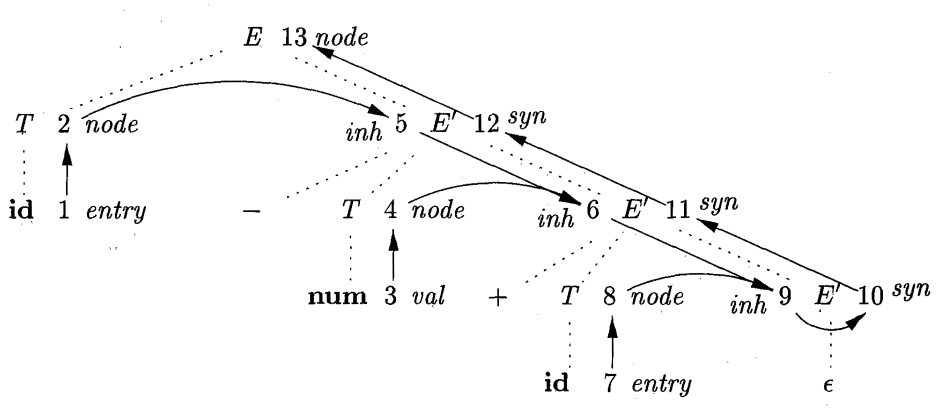 E 13 node
T 2 node inh 5 E′ 12 syn
id 1 entry − T 4 node inh 6 E′ 11 syn
num 3 val + T 8 node inh 9 E′ 10 syn
id 7 entry ϵ